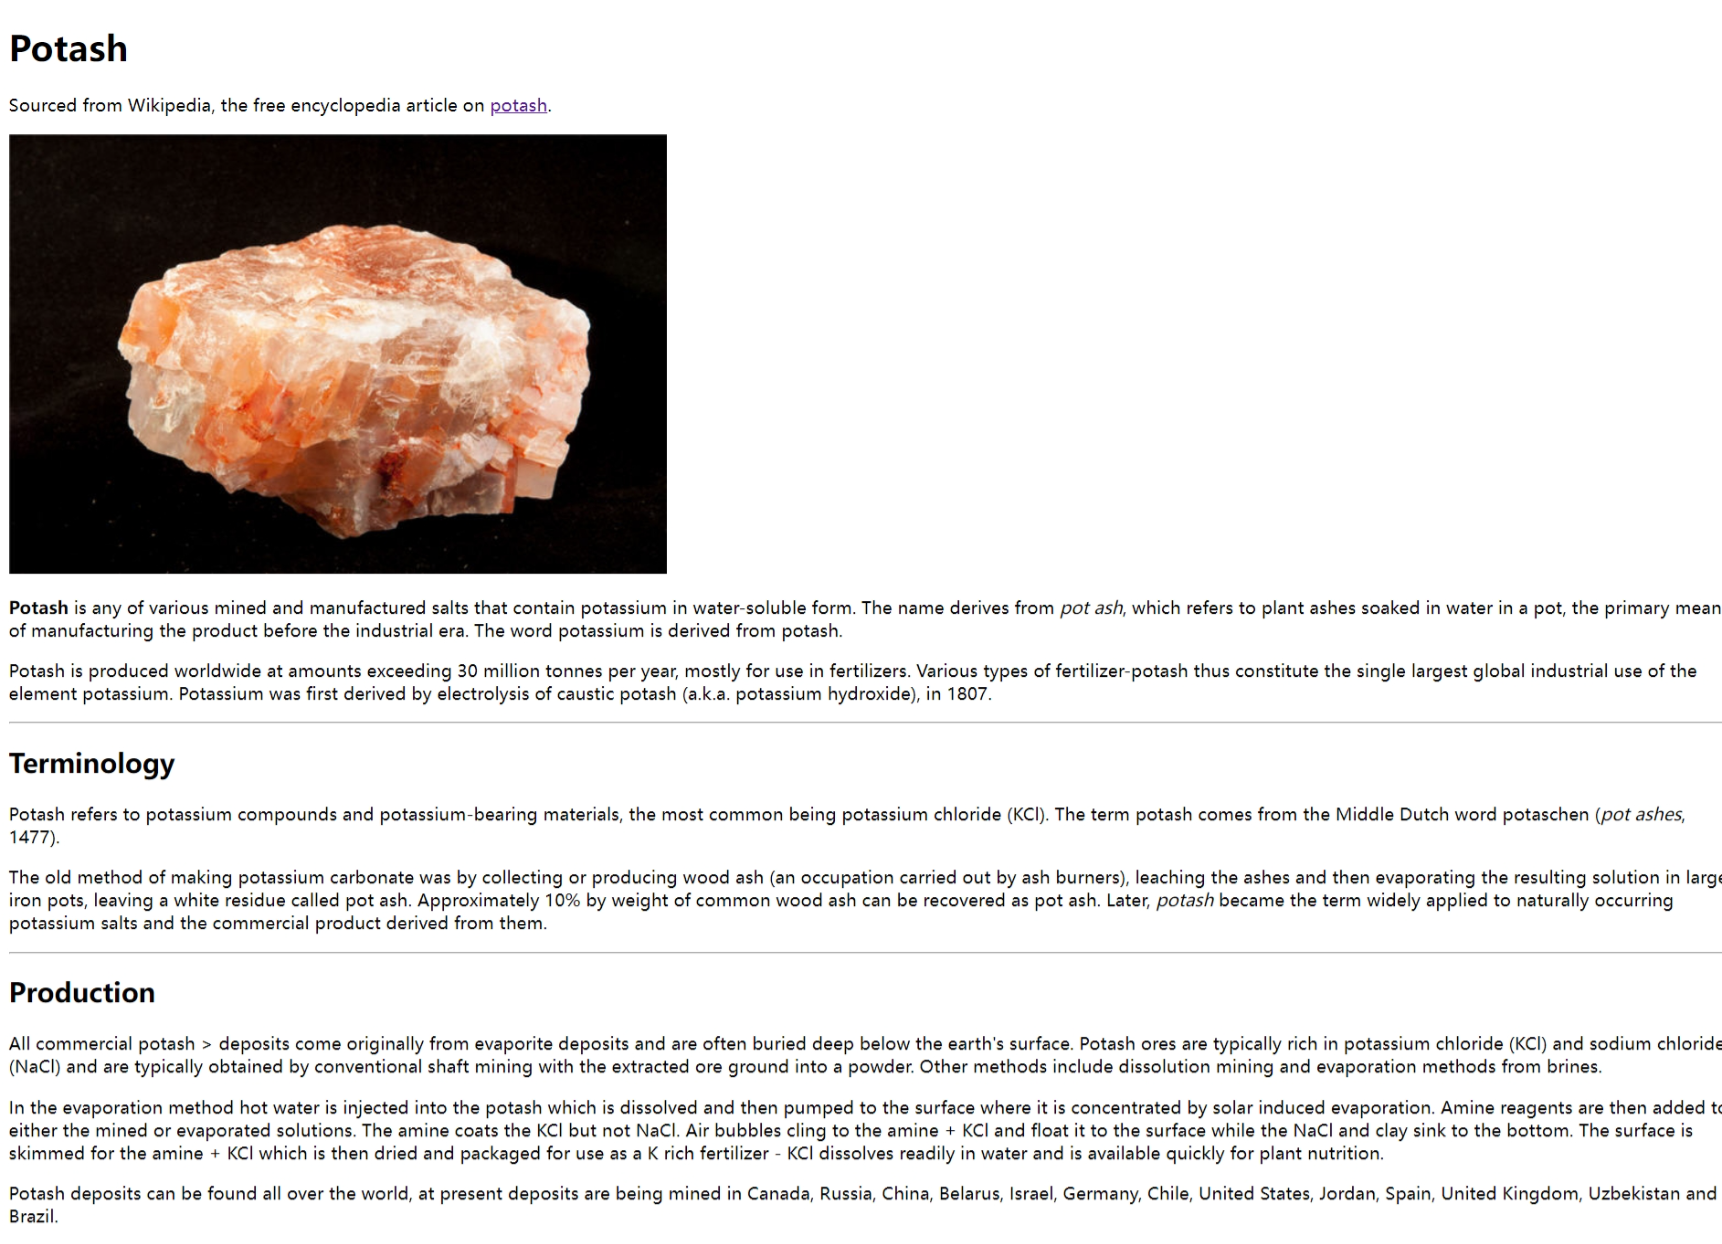 Potash
Sourced from Wikipedia, the free encyclopedia article on potash.
Potash is any of various mined and manufactured salts that contain potassium in water-soluble form. The name derives from pot ash, which refers to plant ashes soaked in water in a pot, the primary mean
of manufacturing the product before the industrial era. The word potassium is derived from potash.
Potash is produced worldwide at amounts exceeding 30 million tonnes per year, mostly for use in fertilizers. Various types of fertilizer-potash thus constitute the single largest global industrial use of the
element potassium. Potassium was first derived by electrolysis of caustic potash (a.k.a. potassium hydroxide), in 1807.
Terminology
Potash refers to potassium compounds and potassium-bearing materials, the most common being potassium chloride (KCl). The term potash comes from the Middle Dutch word potaschen (pot ashes,
1477).
The old method of making potassium carbonate was by collecting or producing wood ash (an occupation carried out by ash burners), leaching the ashes and then evaporating the resulting solution in large
iron pots, leaving a white residue called pot ash. Approximately 10% by weight of common wood ash can be recovered as pot ash. Later, potash became the term widely applied to naturally occurring
potassium salts and the commercial product derived from them.
Production
All commercial potash > deposits come originally from evaporite deposits and are often buried deep below the earth's surface. Potash ores are typically rich in potassium chloride (KCl) and sodium chloride
(NaCl) and are typically obtained by conventional shaft mining with the extracted ore ground into a powder. Other methods include dissolution mining and evaporation methods from brines.
In the evaporation method hot water is injected into the potash which is dissolved and then pumped to the surface where it is concentrated by solar induced evaporation. Amine reagents are then added to
either the mined or evaporated solutions. The amine coats the KCl but not NaCl. Air bubbles cling to the amine + KCl and float it to the surface while the NaCl and clay sink to the bottom. The surface is
skimmed for the amine + KCl which is then dried and packaged for use as a K rich fertilizer - KCl dissolves readily in water and is available quickly for plant nutrition.
Potash deposits can be found all over the world, at present deposits are being mined in Canada, Russia, China, Belarus, Israel, Germany, Chile, United States, Jordan, Spain, United Kingdom, Uzbekistan and
Brazil.